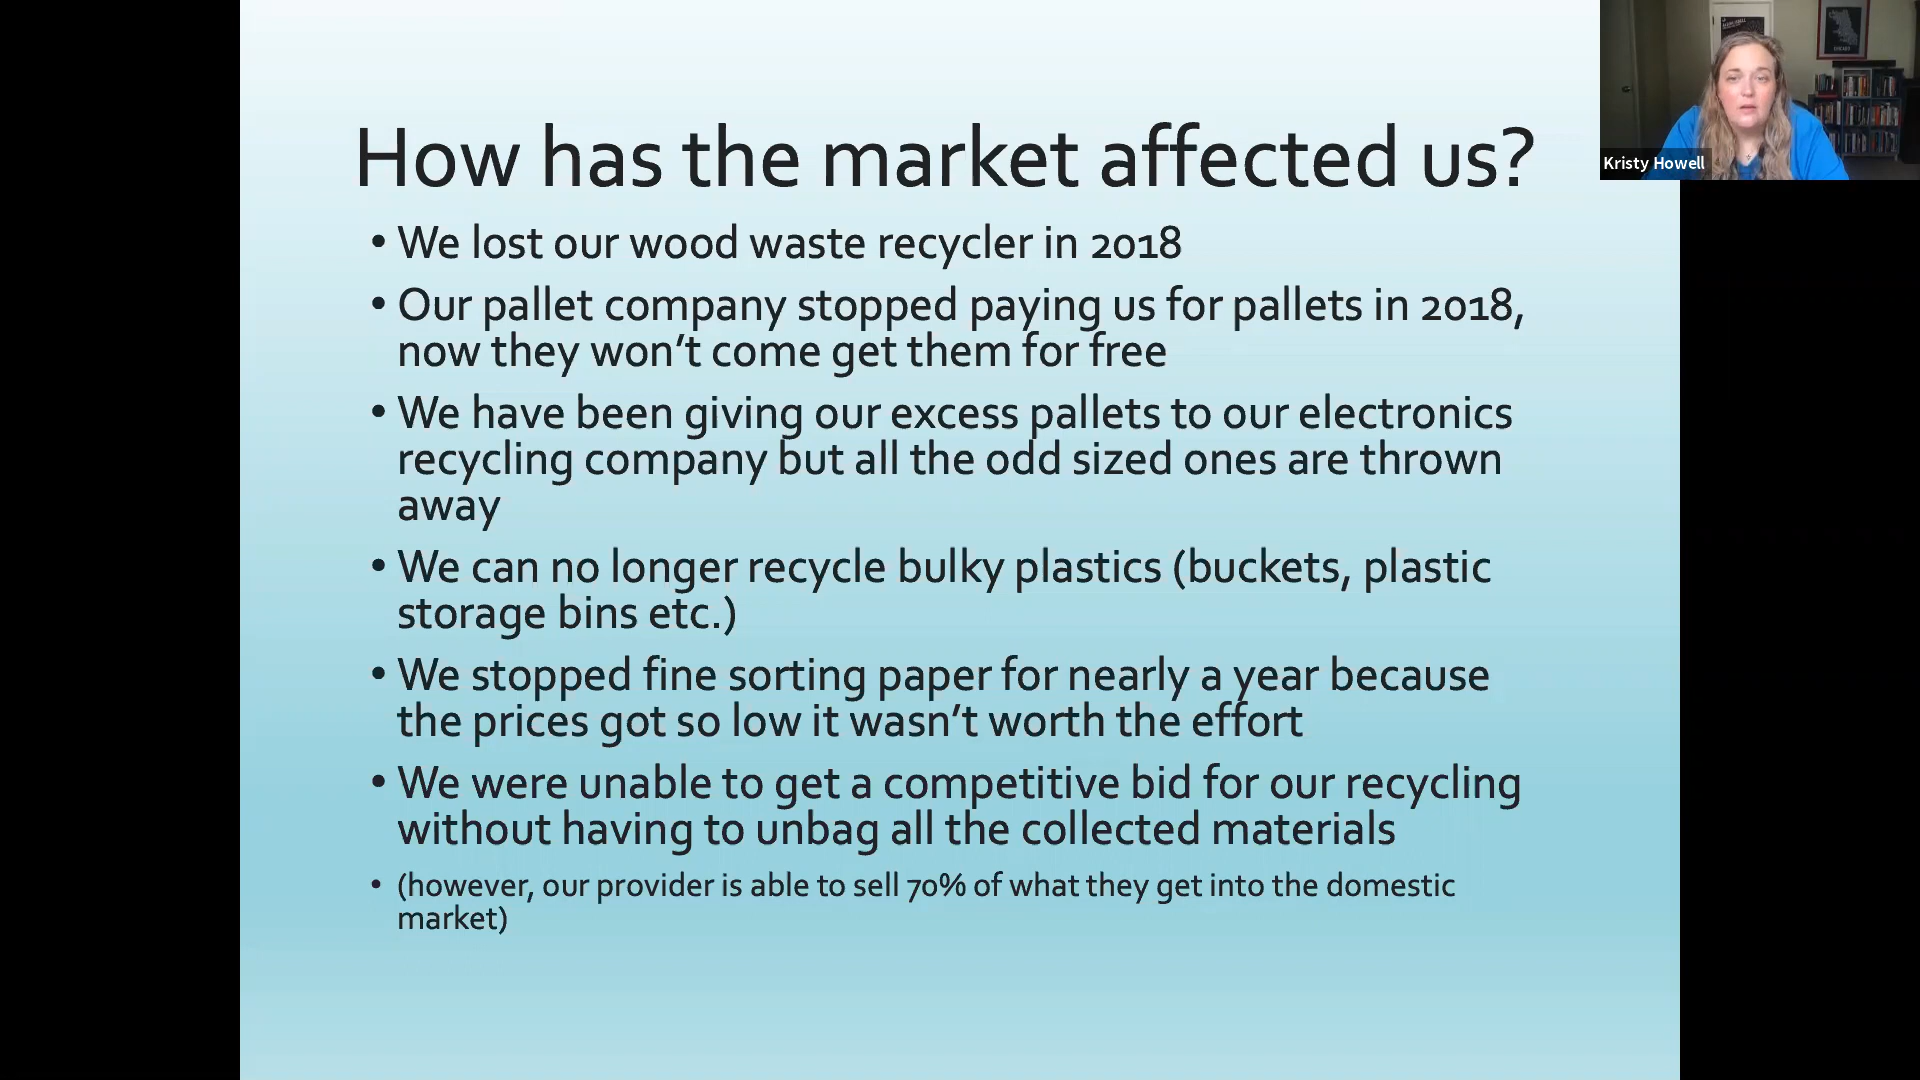 How has the market affected us?
• We lost our wood waste recycler in 2018
• Our pallet company stopped paying us for pallets in 2018,
now they won’t come get them for free
• We have been giving our excess pallets to our electronics
recycling company but all the odd sized ones are thrown
away
• We can no longer recycle bulky plastics (buckets, plastic
storage bins etc.)
• We stopped fine sorting paper for nearly a year because
the prices got so low it wasn’t worth the effort
• We were unable to get a competitive bid for our recycling
without having to unbag all the collected materials
• (however, our provider is able to sell 70% of what they get into the domestic
market)
Kristy Howell